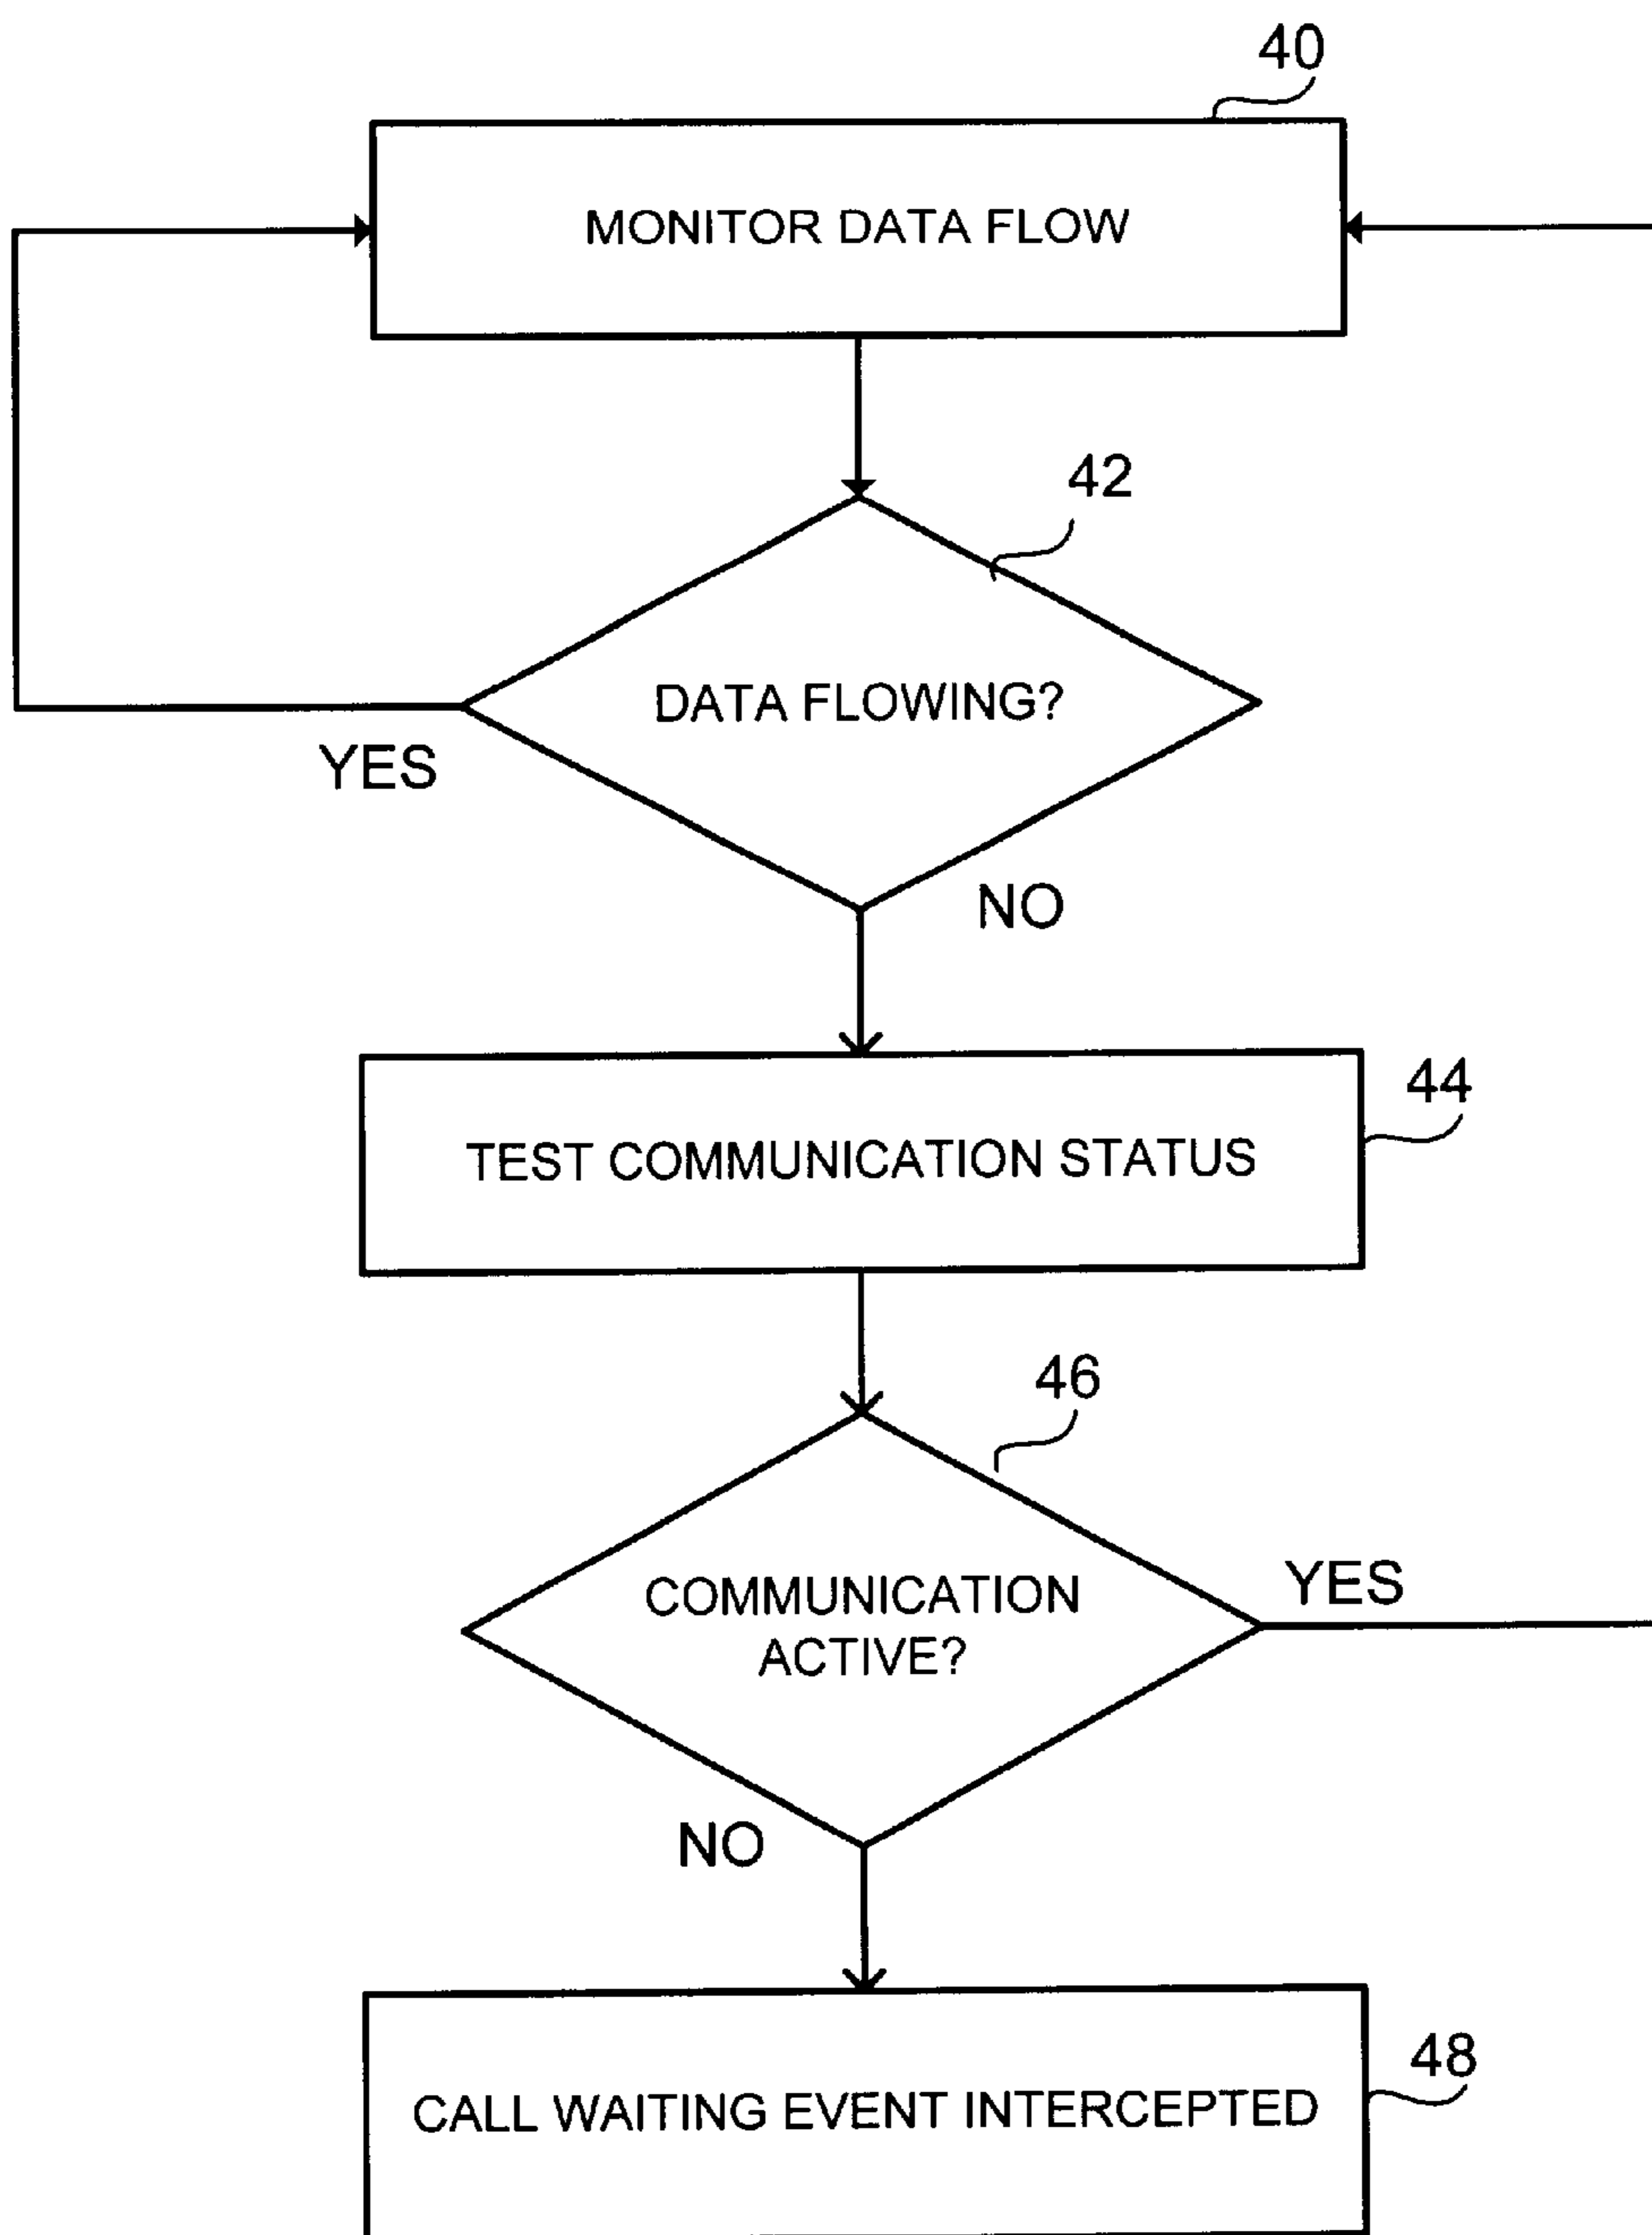 40
MONITOR DATA FLOW
42
DATA FLOWING?
YES
NO
44
TEST COMMUNICATION STATUS
46
COMMUNICATION
ACTIVE?
YES
NO
48
CALL WAITING EVENT INTERCEPTED